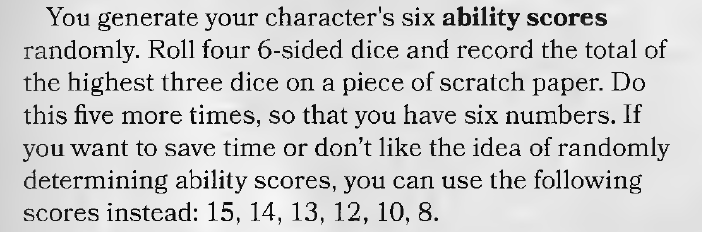 You generate your character's six ability scores
randomly. Roll four 6-sided dice and record the total of
the highest three dice on a piece of scratch paper. Do
this five more times, so that you have six numbers. If
you want to save time or don’t like the idea of randomly
determining ability scores, you can use the following
scores instead: 15, 14, 13, 12, 10, 8.